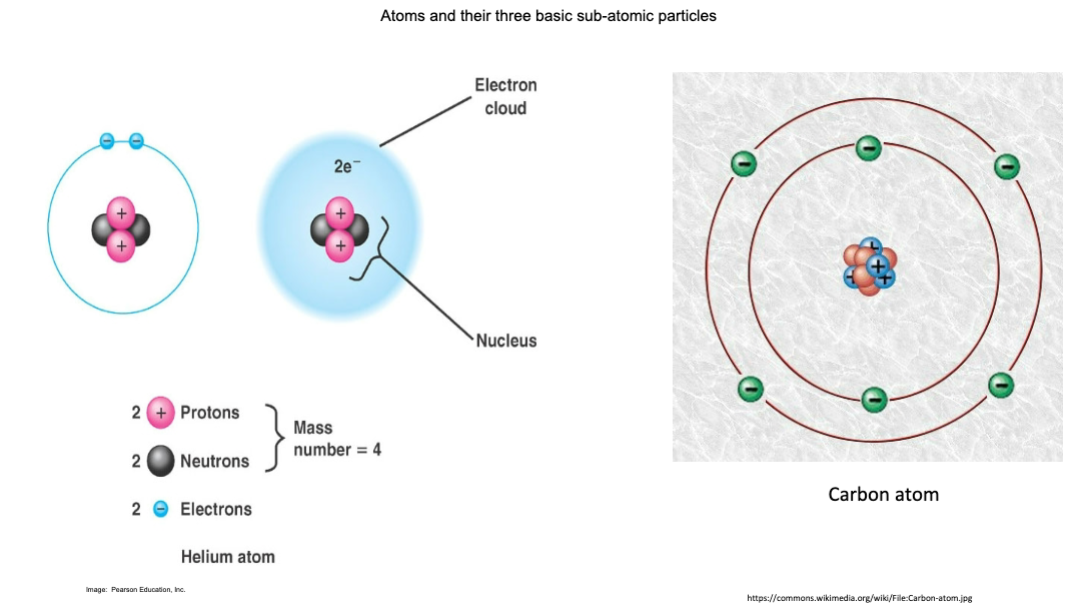 Atoms and their three basic sub-atomic particles
Electron
cloud
2e⁻
+
+
+
+
Nucleus
2 + Protons
2 Neutrons
Mass
number = 4
2 − Electrons
Helium atom
Image: Pearson Education, Inc.
Carbon atom
https://commons.wikimedia.org/wiki/File:Carbon-atom.jpg